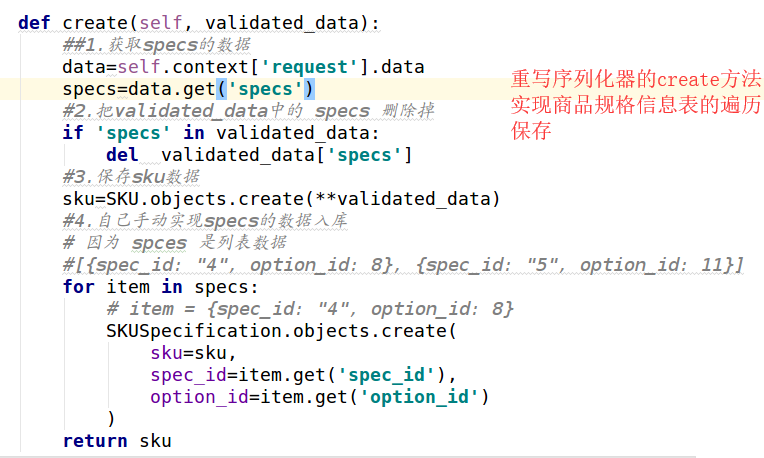 def create(self, validated_data):
##1.获取specs的数据
data=self.context['request'].data
specs=data.get('specs')
#2.把validated_data中的 specs 删除掉
if 'specs' in validated_data:
del  validated_data['specs']
#3.保存sku数据
sku=SKU.objects.create(**validated_data)
#4.自己手动实现specs的数据入库
# 因为 spces 是列表数据
#[{spec_id: "4", option_id: 8}, {spec_id: "5", option_id: 11}]
for item in specs:
# item = {spec_id: "4", option_id: 8}
SKUSpecification.objects.create(
sku=sku,
spec_id=item.get('spec_id'),
option_id=item.get('option_id')
)
return sku
重写序列化器的create方法
实现商品规格信息表的遍历
保存